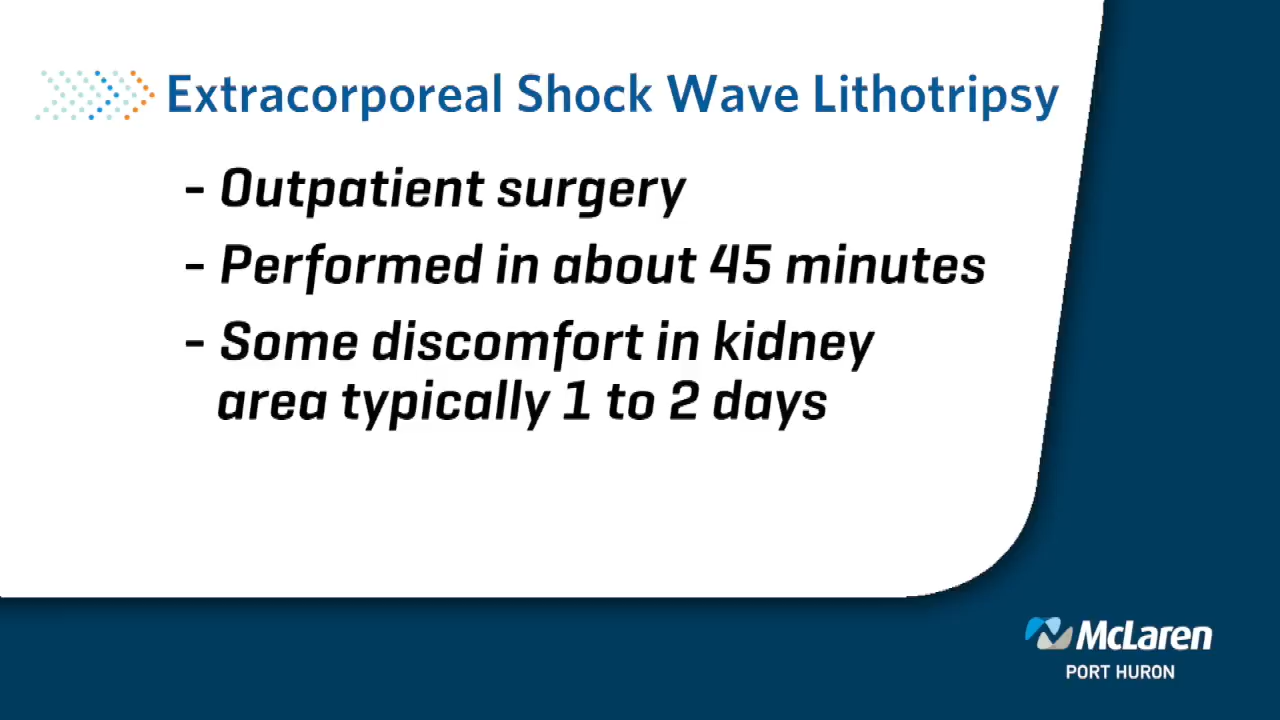 Extracorporeal Shock Wave Lithotripsy
- Outpatient surgery
- Performed in about 45 minutes
- Some discomfort in kidney
area typically 1 to 2 days
McLaren
PORT HURON